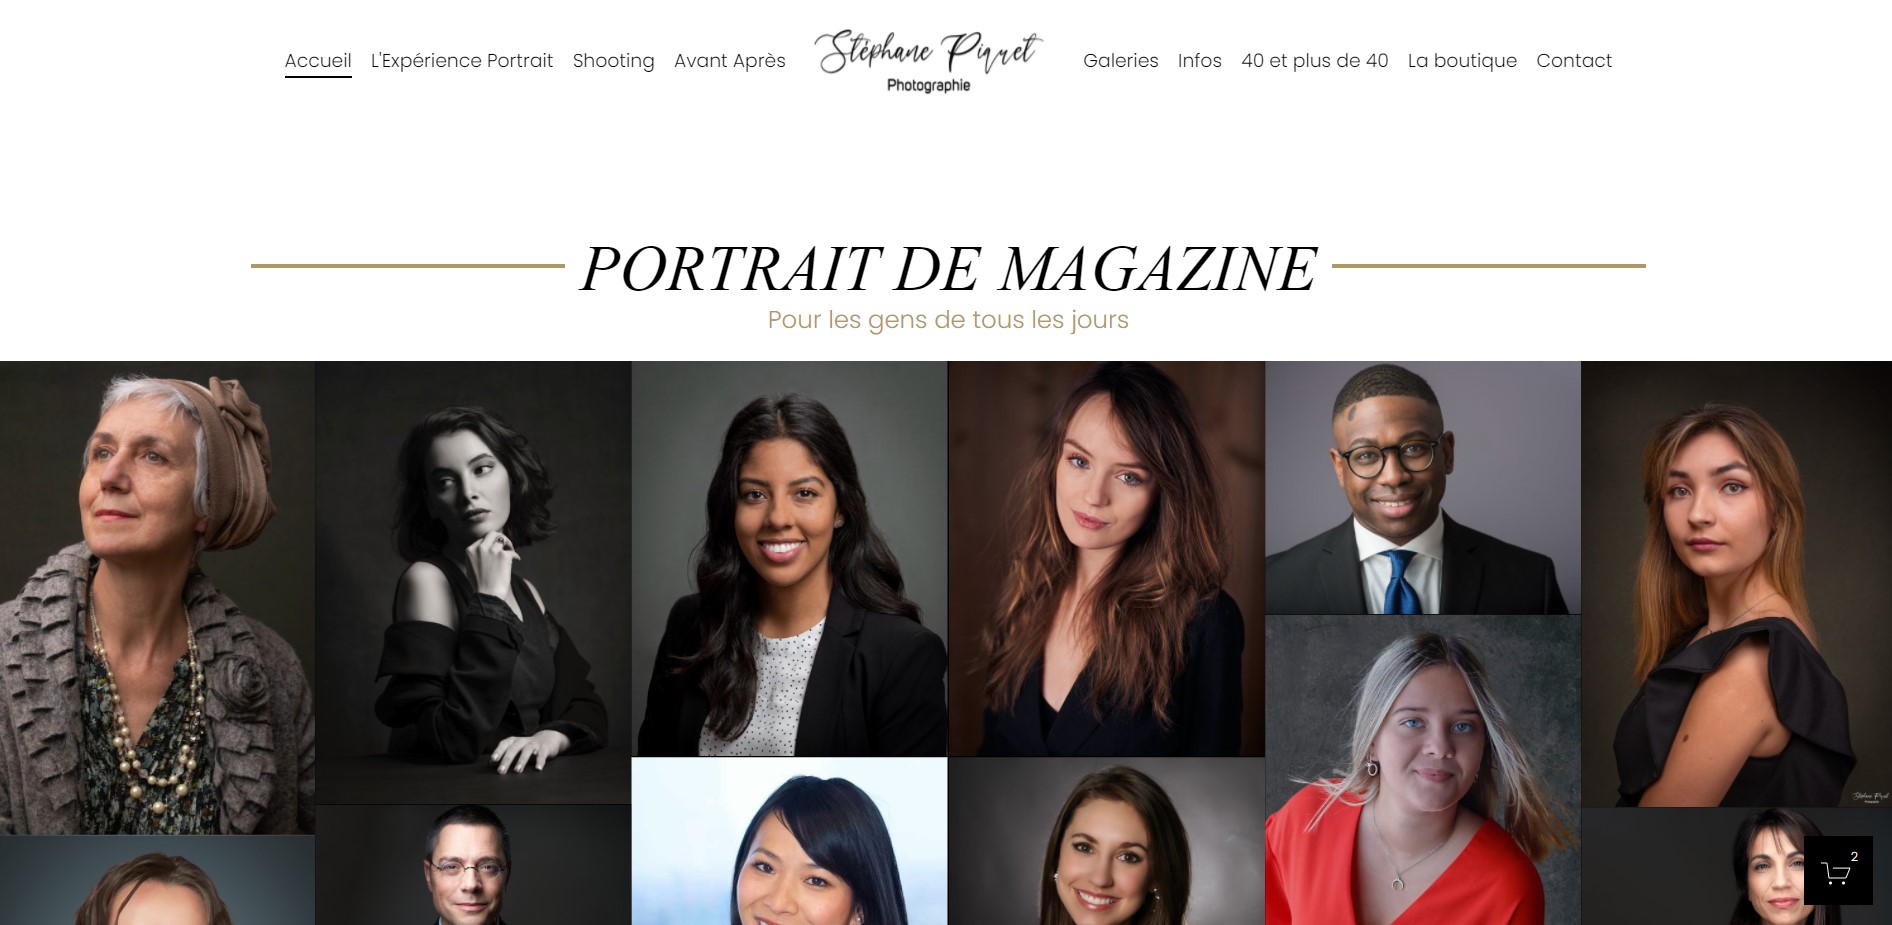 Accueil L'Expérience Portrait Shooting Avant Après
Stéphane Piqret
Photographie
Galeries Infos 40 et plus de 40 La boutique Contact
PORTRAIT DE MAGAZINE
Pour les gens de tous les jours
2